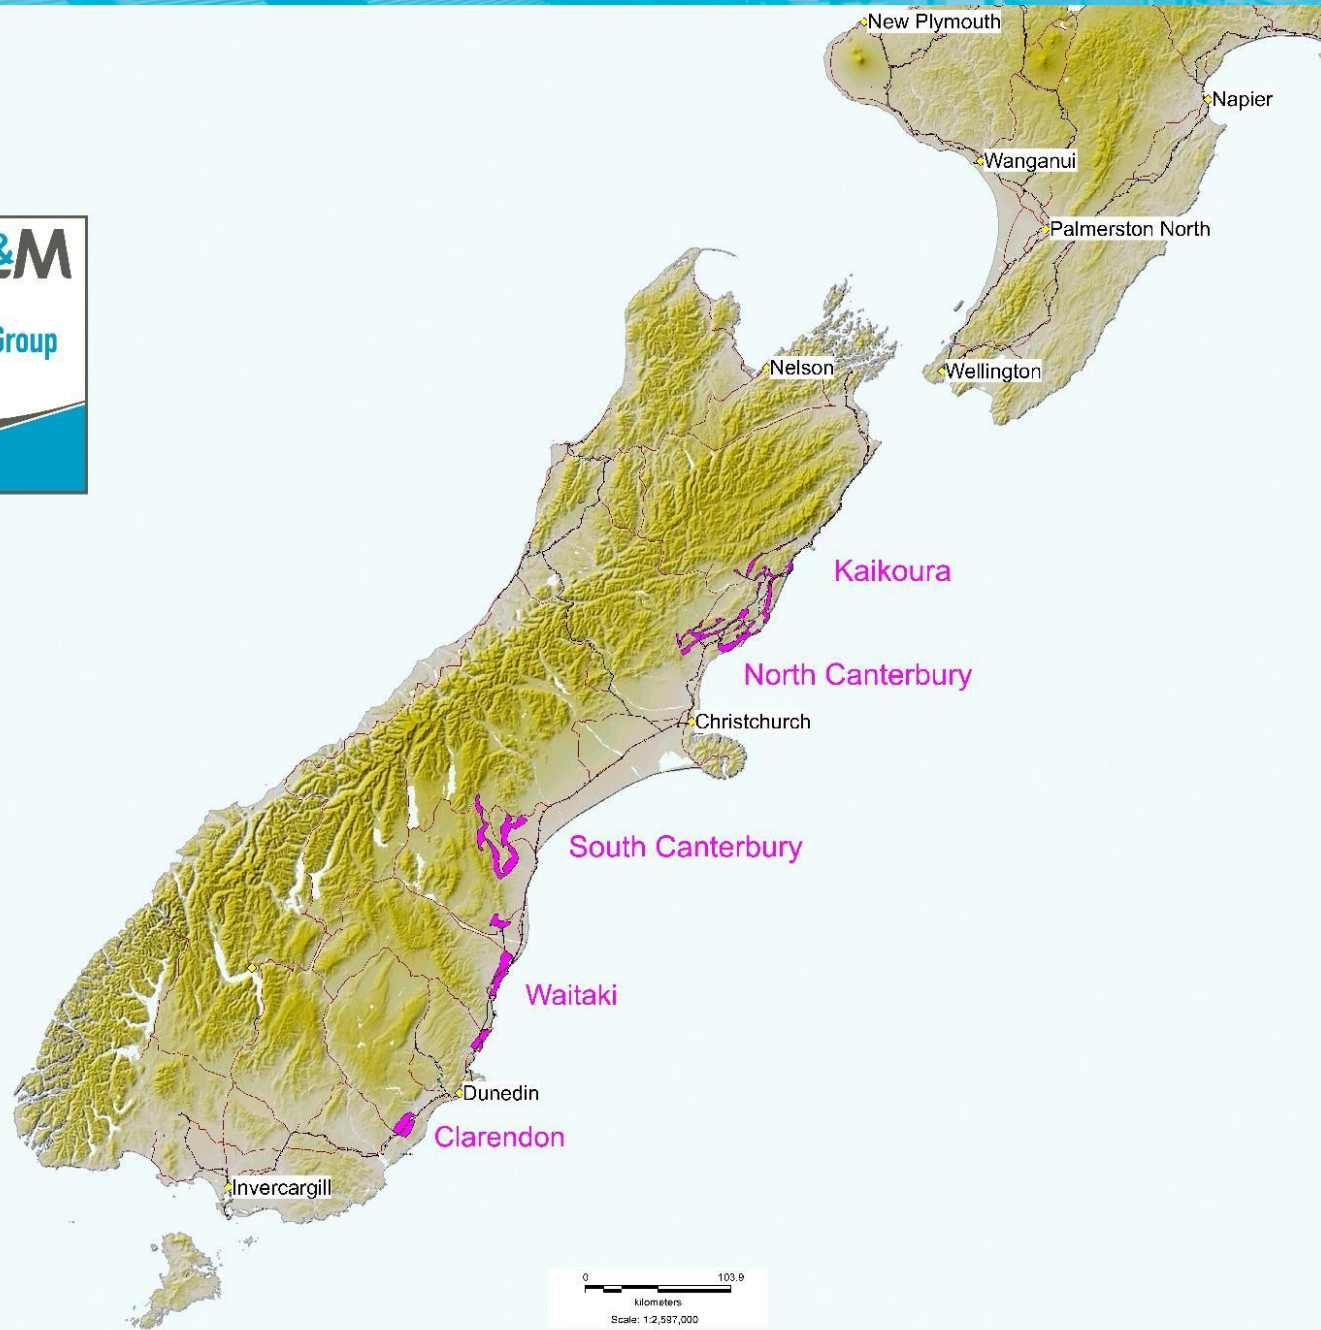 New Plymouth
Napier
Wanganui
Palmerston North
&M
Group
Nelson
Wellington
Kaikoura
North Canterbury
Christchurch
South Canterbury
Waitaki
Dunedin
Clarendon
Invercargill
0 103.9
kilometers
Scale: 1:2,597,000